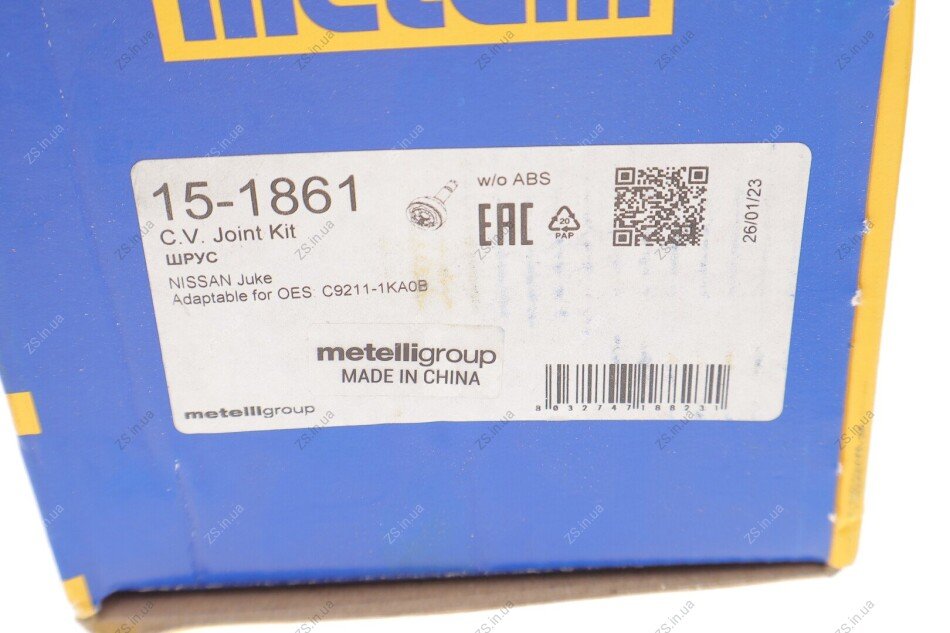 metelli
15-1861
C.V. Joint Kit
ШРУС
NISSAN Juke
Adaptable for OES: C9211-1KA0B
w/o ABS
EAC
20
PAP
26/01/23
metelligroup
MADE IN CHINA
metelligroup
8032747188231
ZS.in.ua